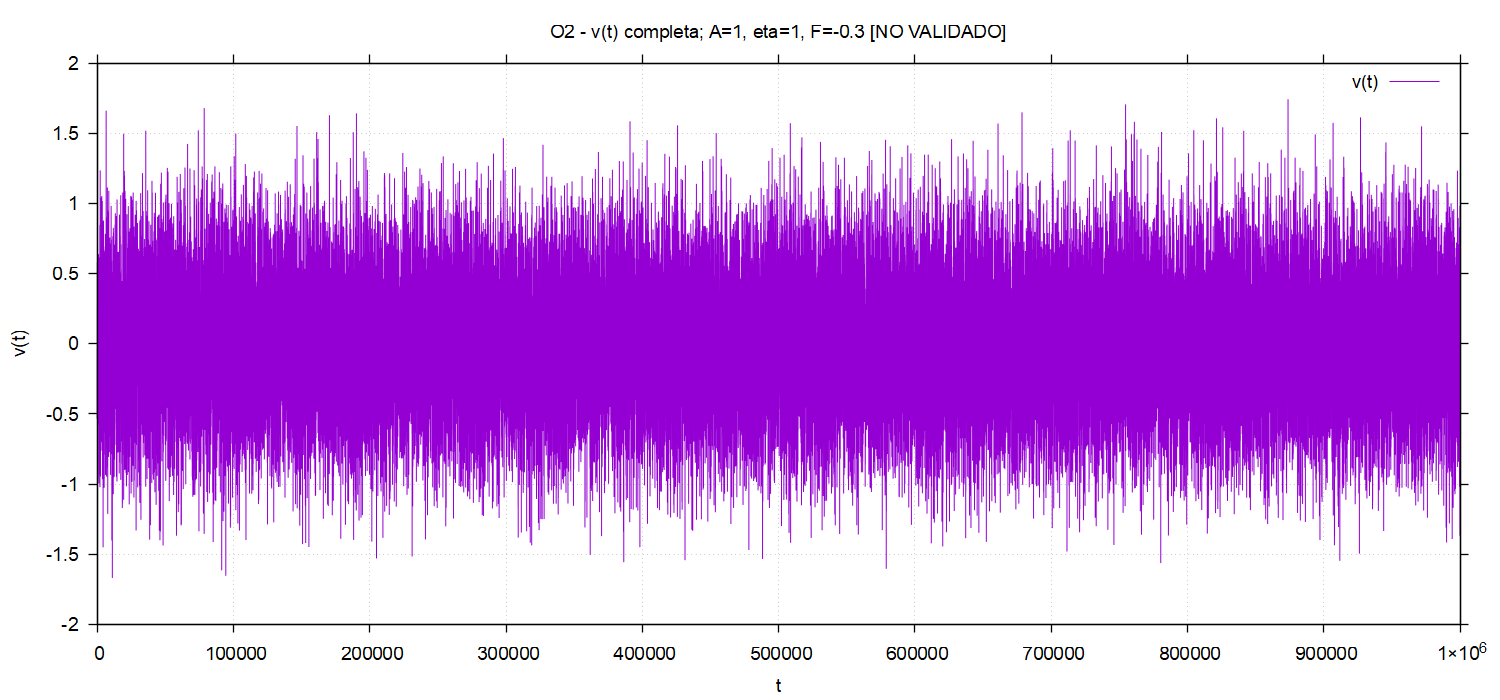 O2 - v(t) completa; A=1, eta=1, F=-0.3 [NO VALIDADO]
v(t)
2
1.5
1
0.5
0
-0.5
-1
-1.5
-2
v(t)
0 100000 200000 300000 400000 500000 600000 700000 800000 900000 1×10⁶
t